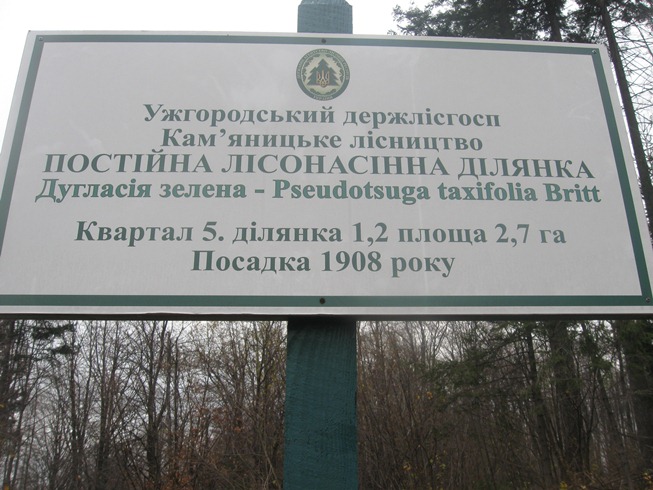 Ужгородський держлісгосп
Кам’яницьке лісництво
ПОСТІЙНА ЛІСОНАСІННА ДІЛЯНКА
Дугласія зелена - Pseudotsuga taxifolia Britt
Квартал 5. ділянка 1,2 площа 2,7 га
Посадка 1908 року